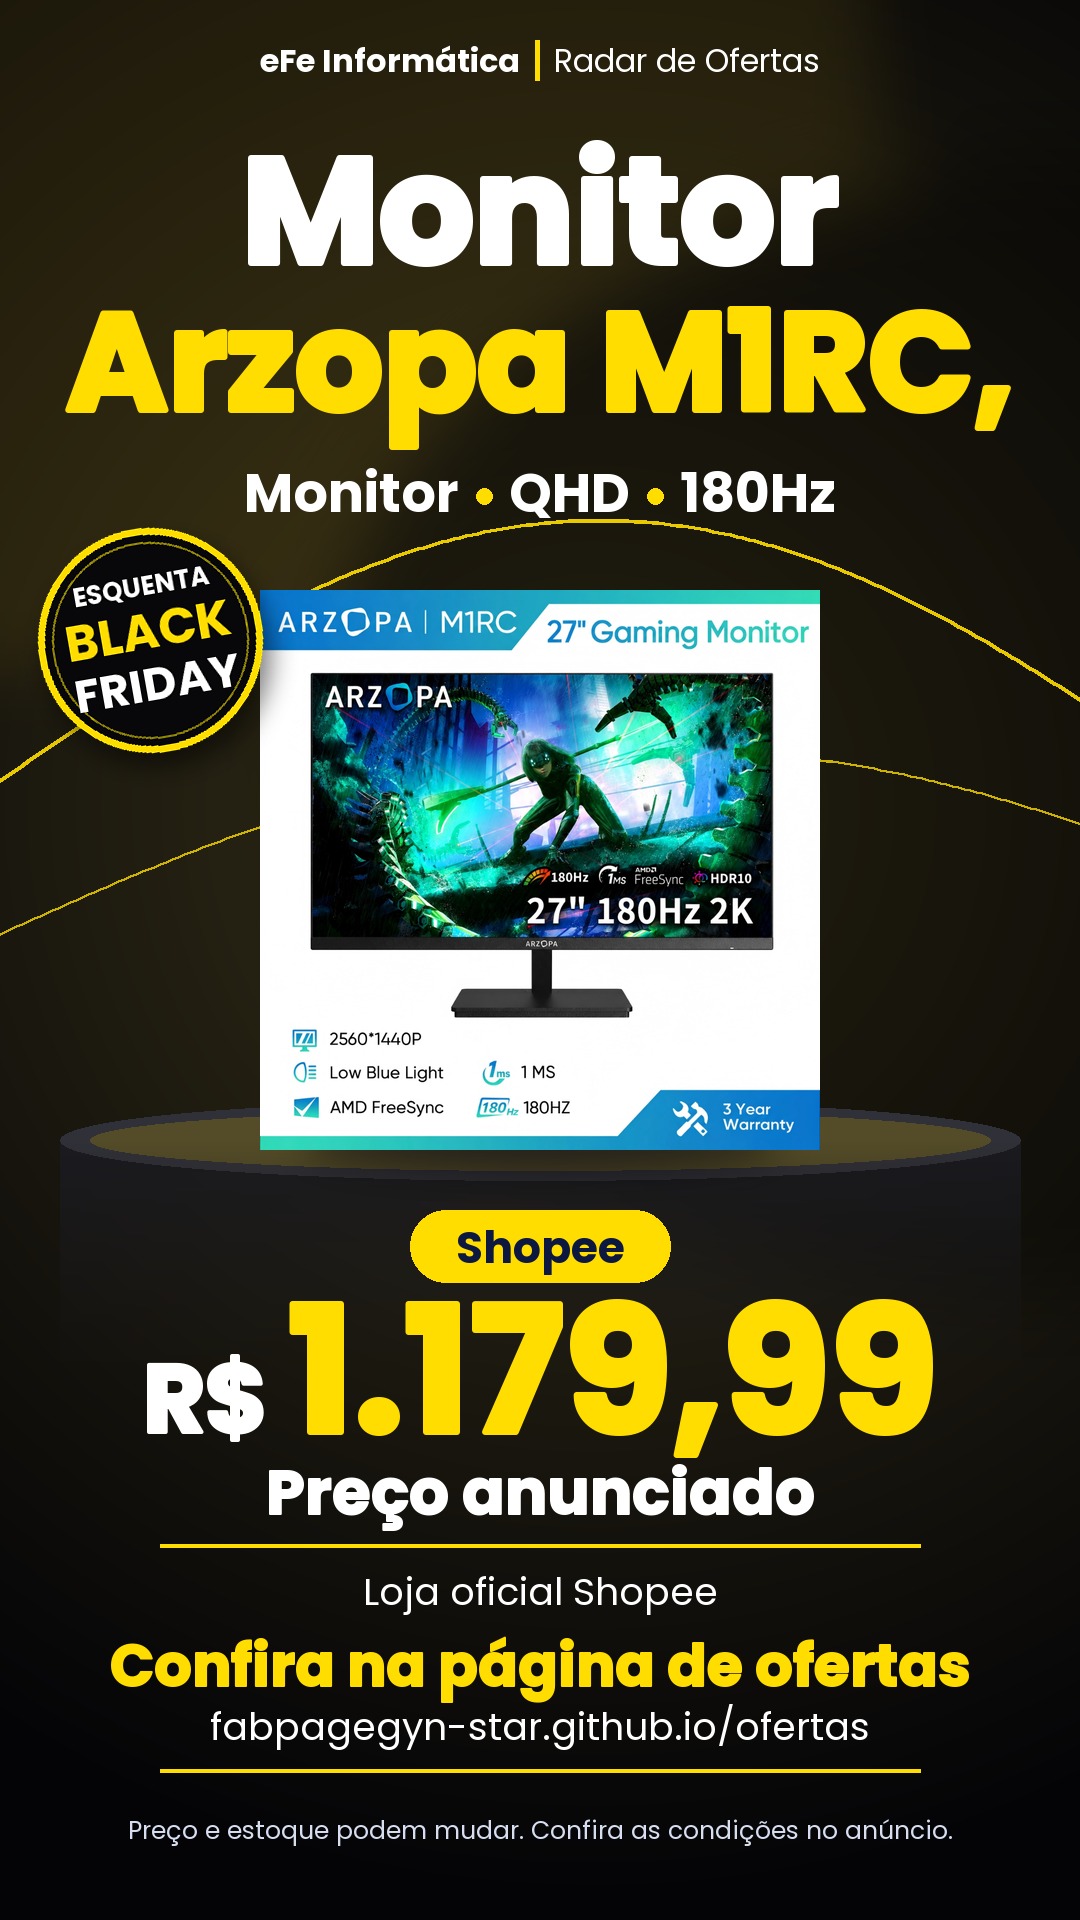 eFe Informática | Radar de Ofertas
Monitor
Arzopa M1RC,
Monitor • QHD • 180Hz
ESQUENTA
BLACK
FRIDAY
ARZOPA | M1RC
27" Gaming Monitor
ARZOPA
180Hz 1MS AMD FreeSync HDR10
27" 180Hz 2K
ARZOPA
2560*1440P
Low Blue Light
1ms 1 MS
AMD FreeSync
180Hz 180HZ
3 Year
Warranty
Shopee
R$ 1.179,99
Preço anunciado
Loja oficial Shopee
Confira na página de ofertas
fabpagegyn-star.github.io/ofertas
Preço e estoque podem mudar. Confira as condições no anúncio.